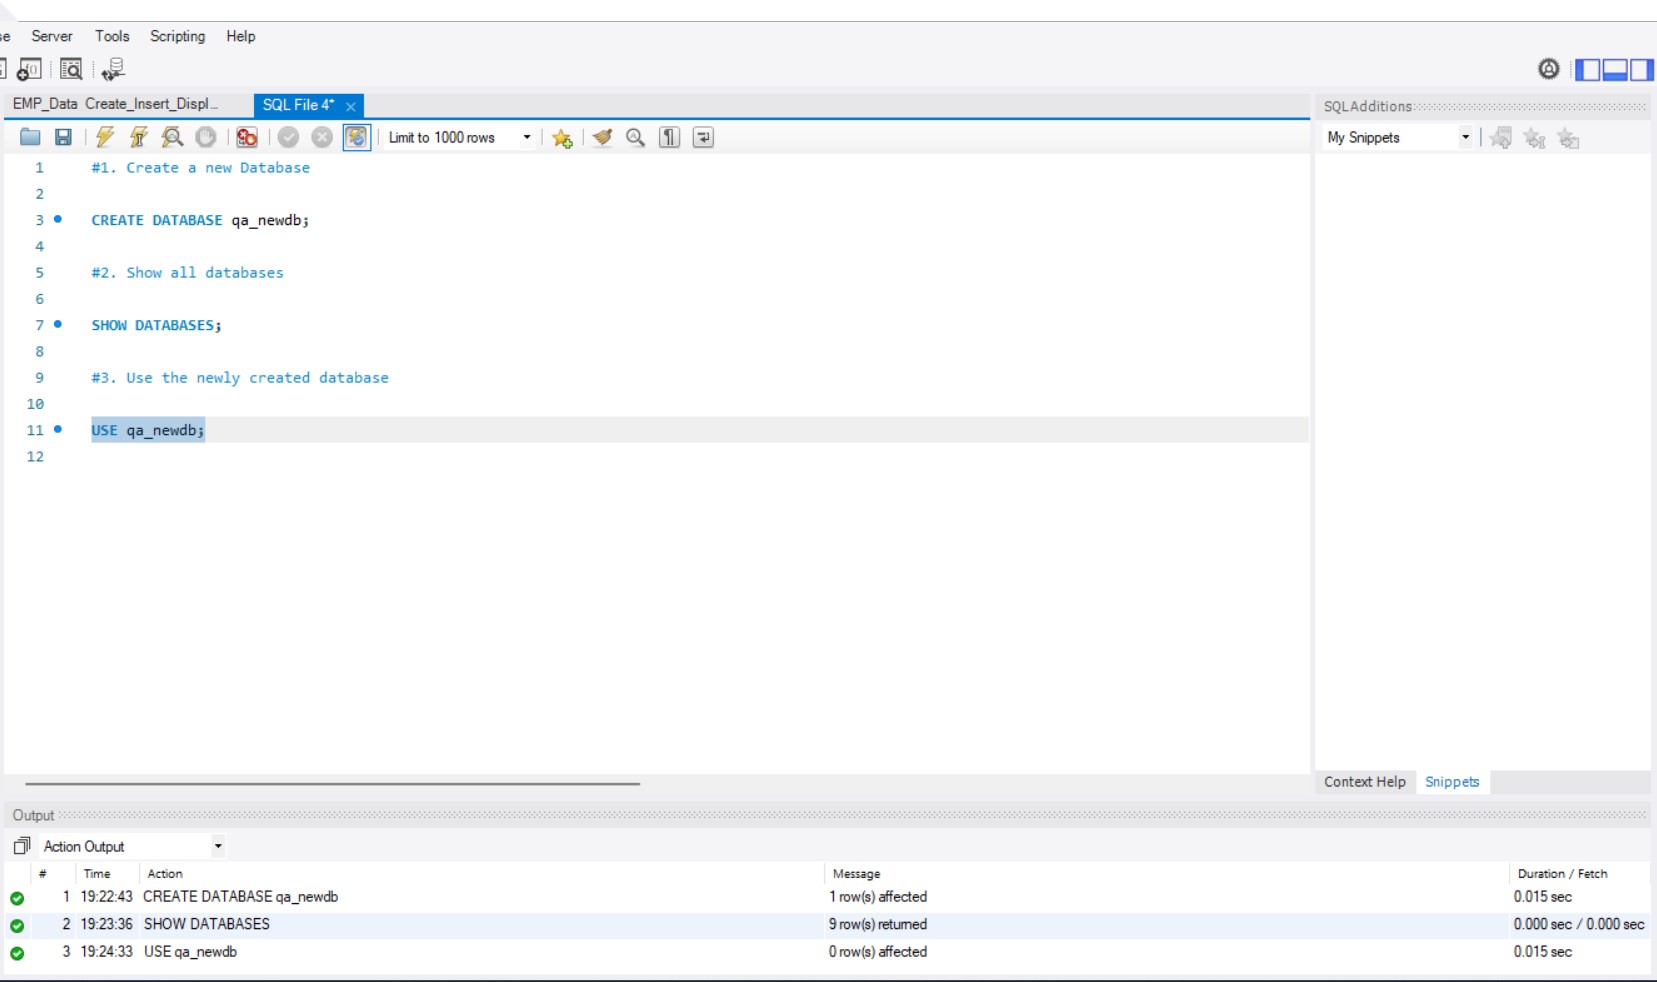 Server Tools Scripting Help
EMP_Data Create_Insert_Displ... SQL File 4* ×
SQLAdditions
Limit to 1000 rows
My Snippets
1 #1. Create a new Database
2
3 CREATE DATABASE qa_newdb;
4
5 #2. Show all databases
6
7 SHOW DATABASES;
8
9 #3. Use the newly created database
10
11 USE qa_newdb;
12
Context Help Snippets
Output
Action Output
# Time Action Message Duration / Fetch
1 19:22:43 CREATE DATABASE qa_newdb 1 row(s) affected 0.015 sec
2 19:23:36 SHOW DATABASES 9 row(s) returned 0.000 sec / 0.000 sec
3 19:24:33 USE qa_newdb 0 row(s) affected 0.015 sec